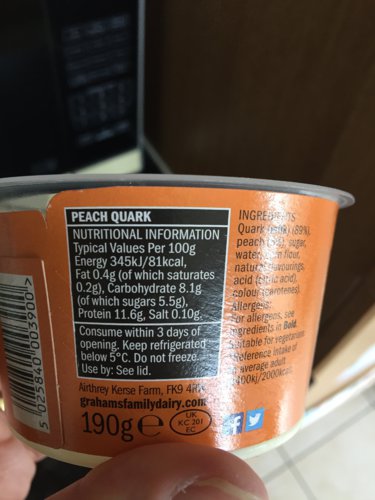 PEACH QUARK
NUTRITIONAL INFORMATION
Typical Values Per 100g
Energy 345kJ/81kcal,
Fat 0.4g (of which saturates
0.2g), Carbohydrate 8.1g
(of which sugars 5.5g),
Protein 11.6g, Salt 0.10g.
Consume within 3 days of
opening. Keep refrigerated
below 5°C. Do not freeze.
Use by: See lid.
Airthrey Kerse Farm, FK9 4RW
grahamsfamilydairy.com
190g e
UK
KC 201
EC
INGREDIENTS
Quark (milk) (89%),
peach, sugar,
water, flour,
natural flavourings,
acid (citric acid),
colour (carotenes).
Allergens:
For allergens, see
ingredients in Bold.
Suitable for vegetarians
Reference intake of
average adult
8400kj/2000kcal
5 025840 003900 >